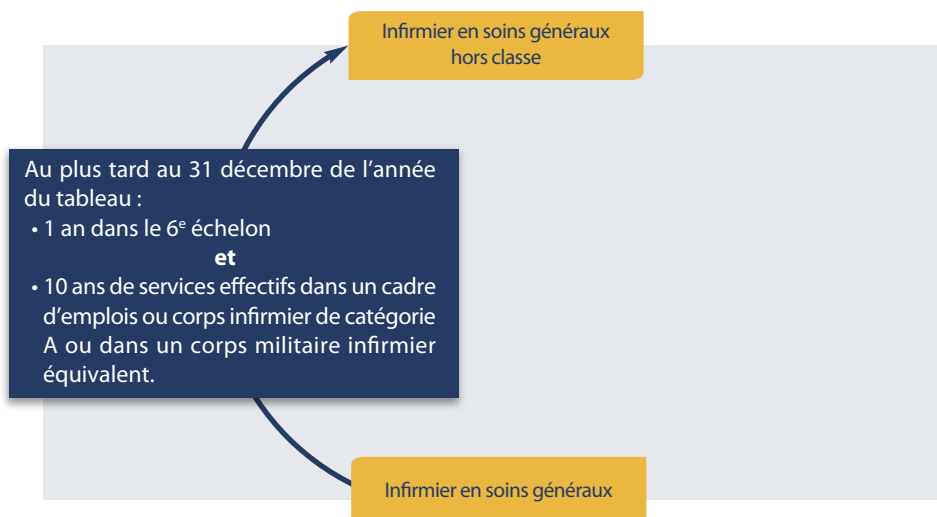 Infirmier en soins généraux
hors classe
Au plus tard au 31 décembre de l’année
du tableau :
• 1 an dans le 6e échelon
et
• 10 ans de services effectifs dans un cadre
d’emplois ou corps infirmier de catégorie
A ou dans un corps militaire infirmier
équivalent.
Infirmier en soins généraux